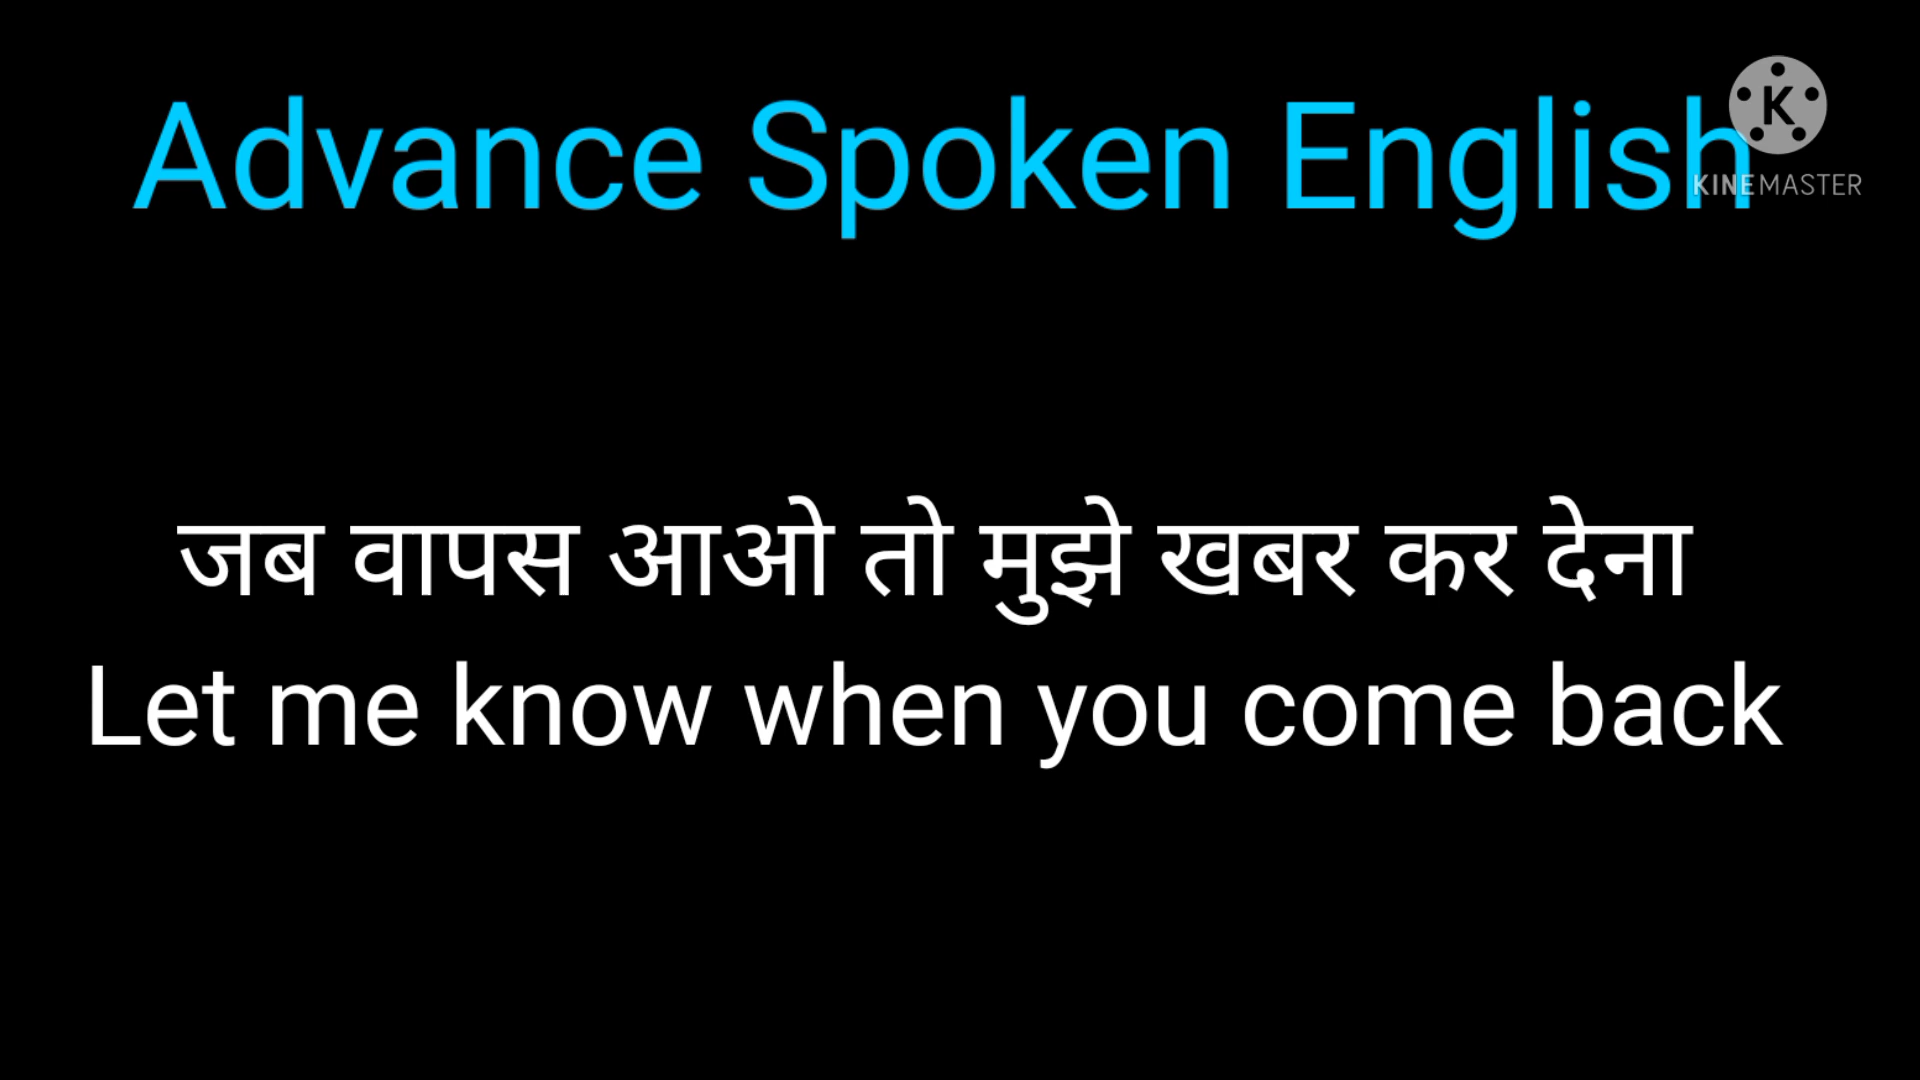 Advance Spoken English
K
KINEMASTER
जब वापस आओ तो मुझे खबर कर देना
Let me know when you come back